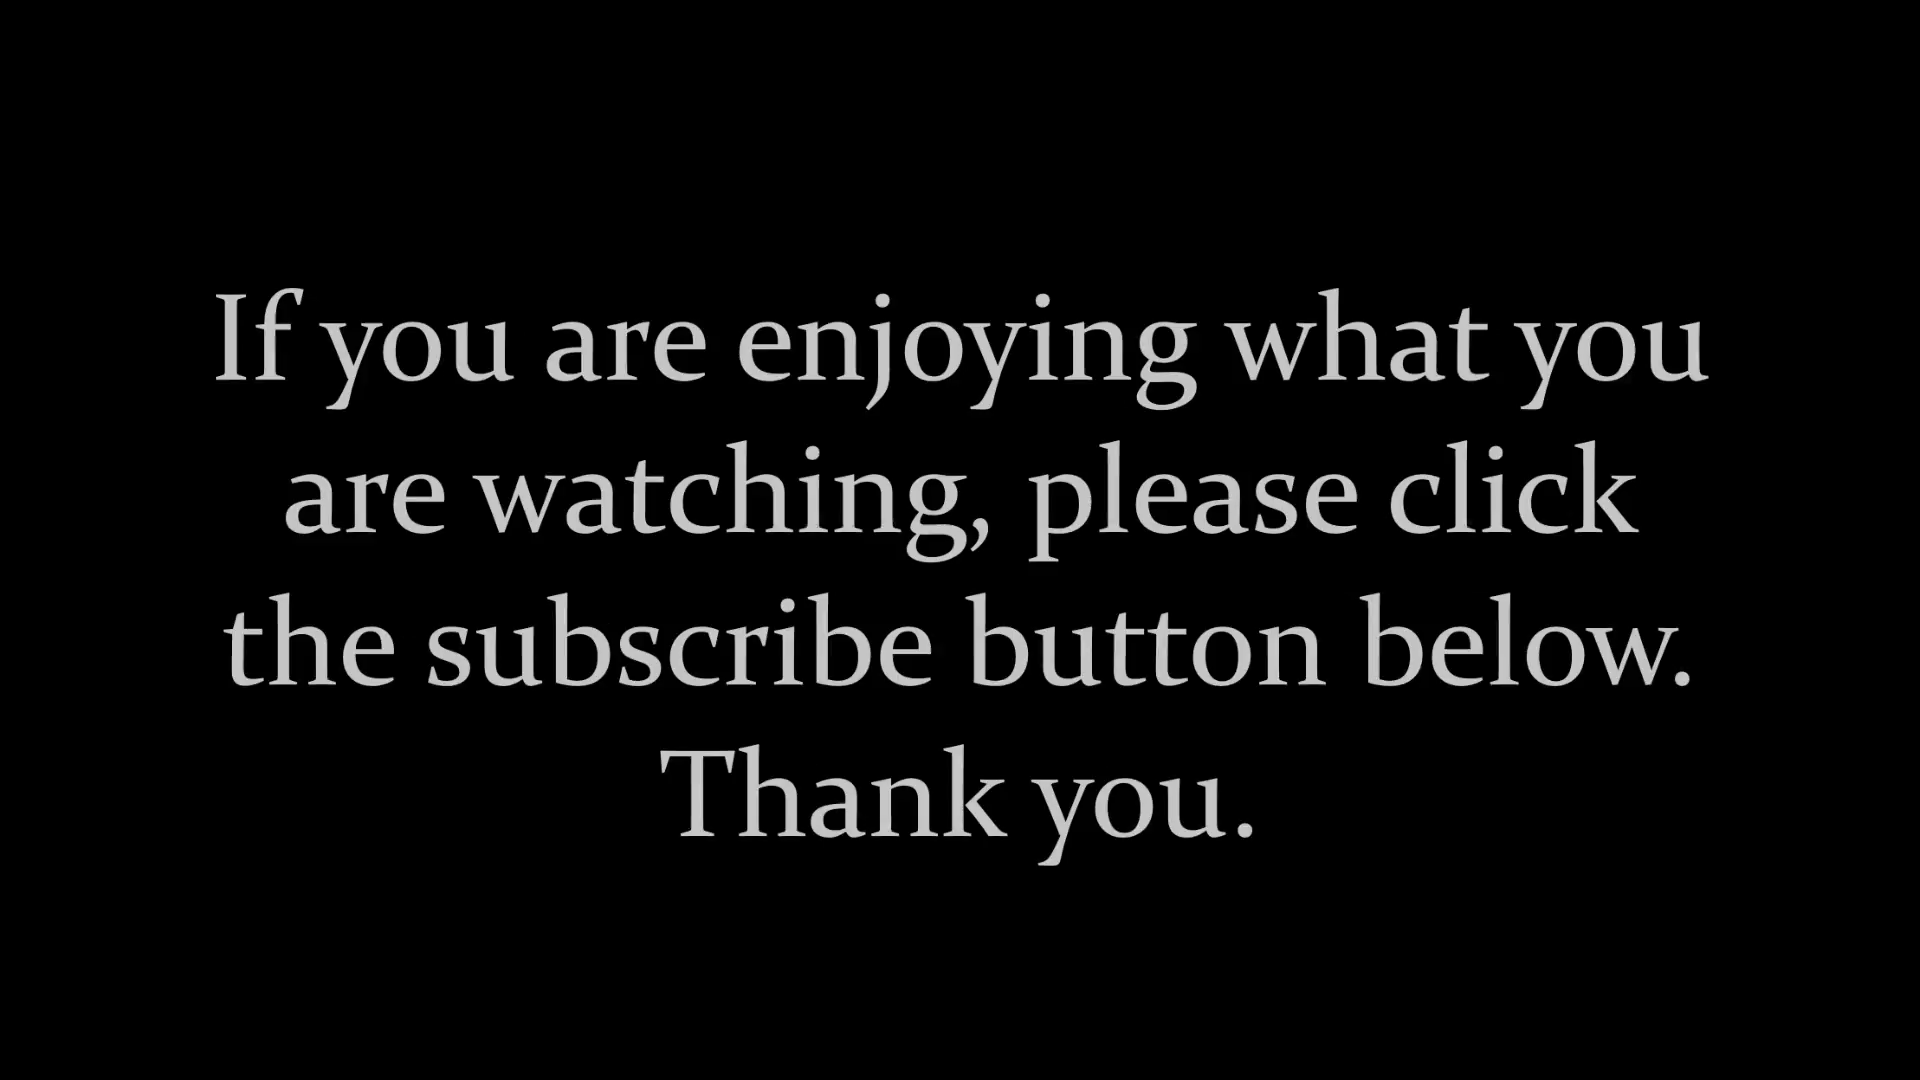 If you are enjoying what you
are watching, please click
the subscribe button below.
Thank you.